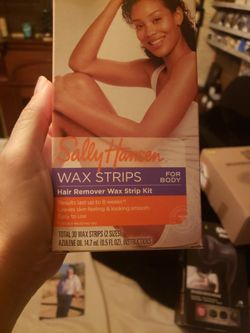 Sally Hansen
WAX STRIPS
FOR
BODY
Hair Remover Wax Strip Kit
Results last up to 8 weeks
Leaves skin feeling & looking smooth
Easy to use
TOTAL 30 WAX STRIPS (2 SIZES)
AZULENE OIL 14.7 mL (0.5 FL OZ), INSTRUCTIONS